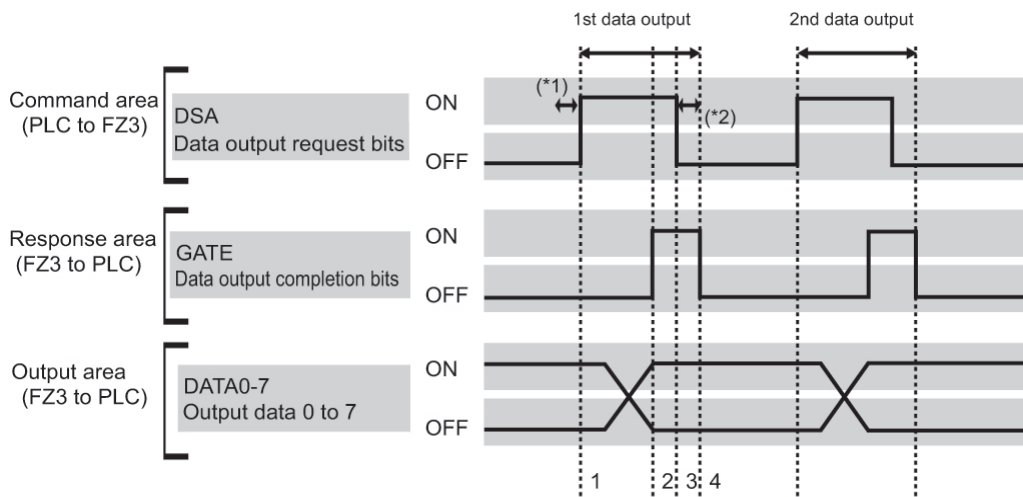 1st data output
2nd data output
Command area
(PLC to FZ3)
DSA
Data output request bits
ON
OFF
(*1)
(*2)
Response area
(FZ3 to PLC)
GATE
Data output completion bits
ON
OFF
Output area
(FZ3 to PLC)
DATA0-7
Output data 0 to 7
ON
OFF
1 2 3 4